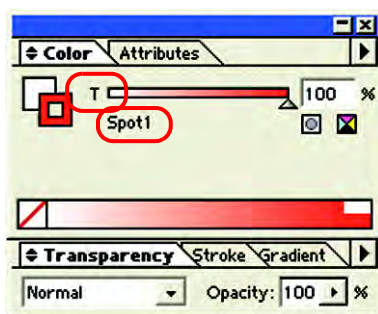 Color Attributes
T 100 %
Spot1
Transparency Stroke Gradient
Normal Opacity: 100 %